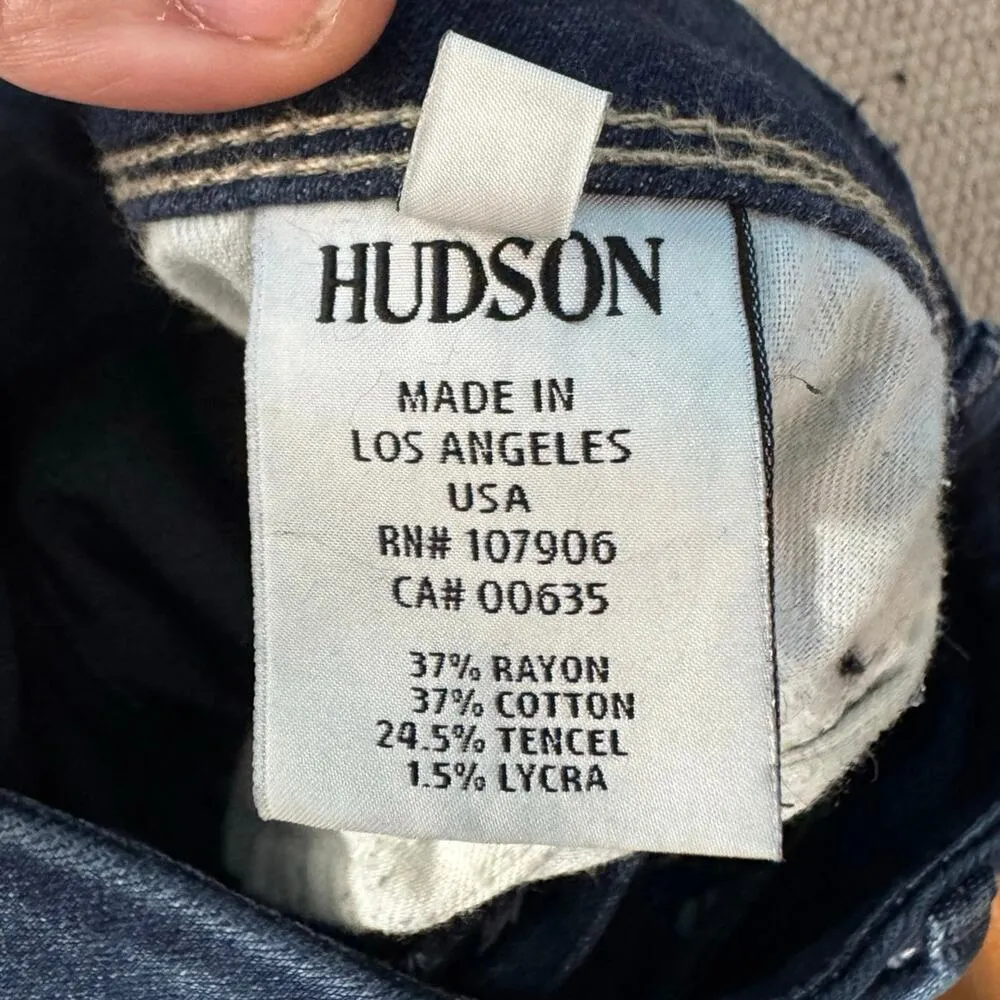 HUDSON
MADE IN
LOS ANGELES
USA
RN# 107906
CA# 00635
37% RAYON
37% COTTON
24.5% TENCEL
1.5% LYCRA